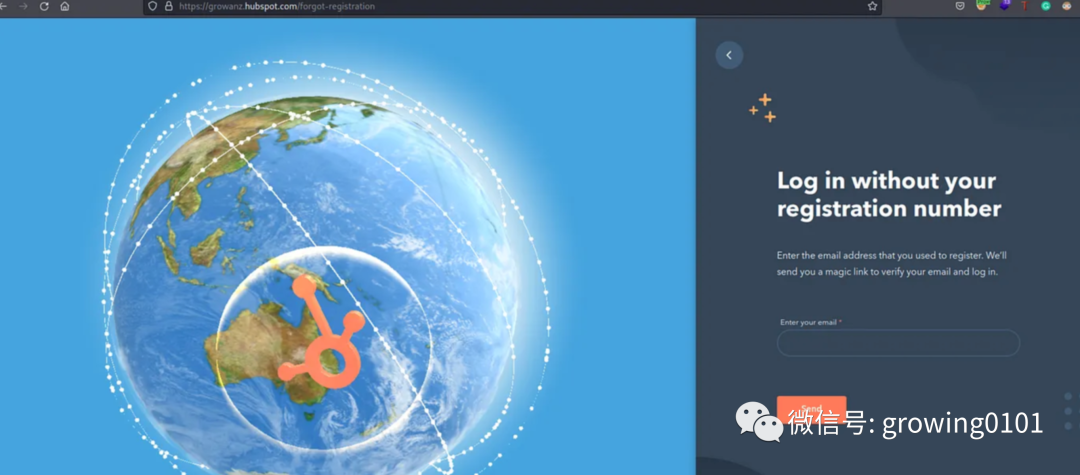 https://growanz.hubspot.com/forgot-registration
Log in without your
registration number
Enter the email address that you used to register. We'll
send you a magic link to verify your email and log in.
Enter your email *
Send
微信号: growing0101